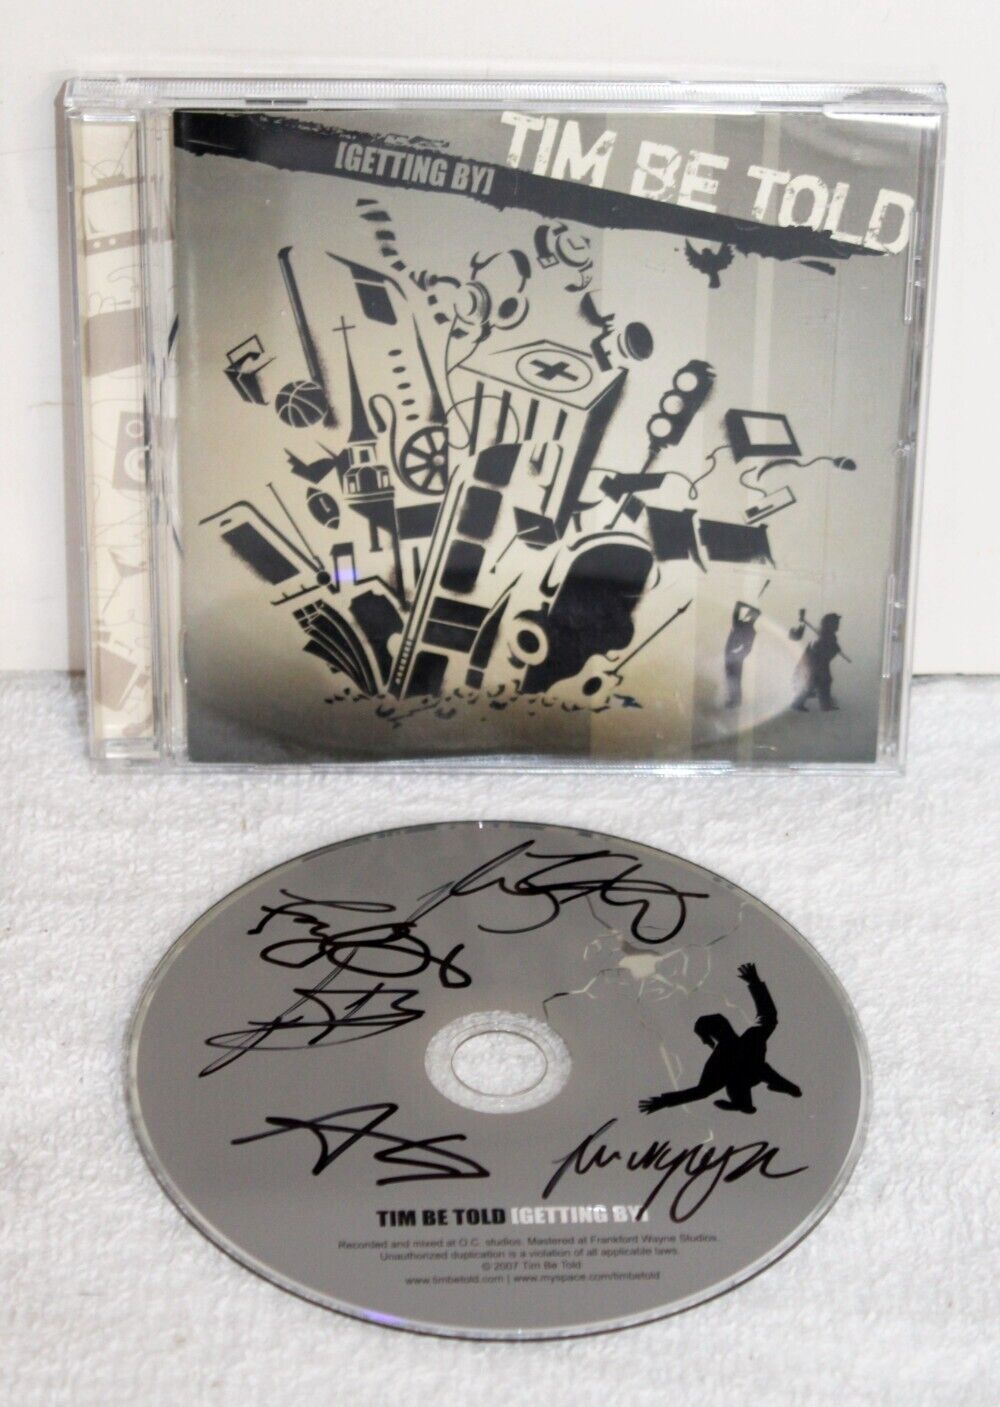 TIM BE TOLD
[GETTING BY]
TIM BE TOLD [GETTING BY]
Recorded and mixed at O.C. studios. Mastered at Frankford Wayne Studios.
Unauthorized duplication is a violation of all applicable laws.
© 2007 Tim Be Told
www.timbetold.com | www.myspace.com/timbetold